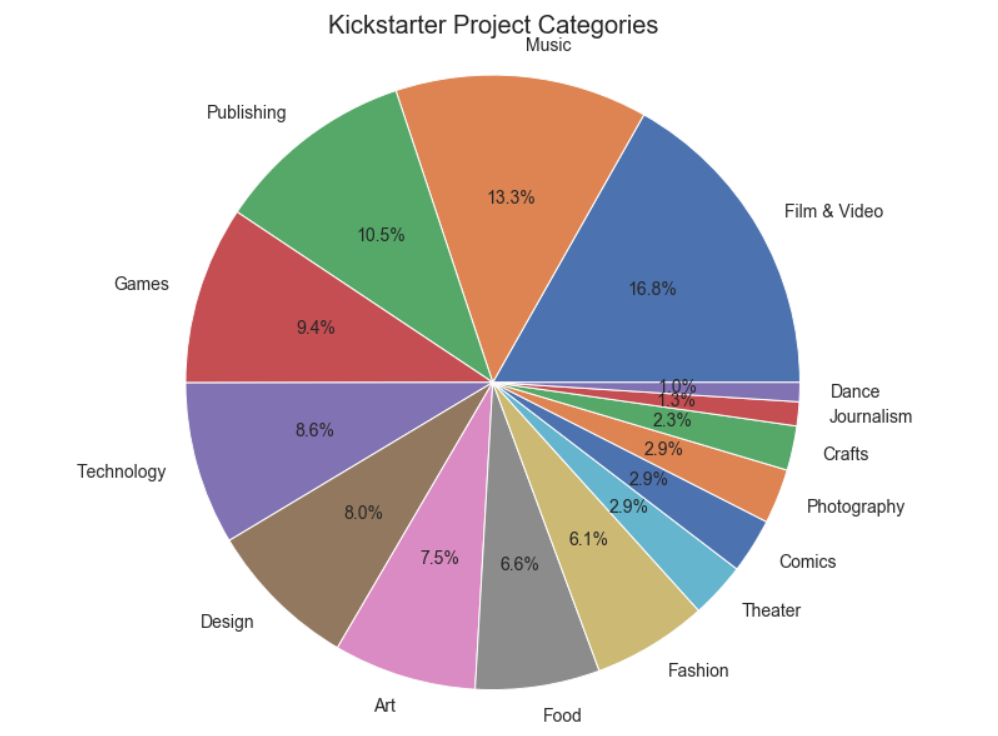 Kickstarter Project Categories
Music
Publishing
Film & Video
13.3%
10.5%
Games
16.8%
9.4%
1.0%
Dance
1.3%
Journalism
2.3%
8.6%
2.9%
Crafts
Technology
2.9%
Photography
2.9%
8.0%
6.1%
7.5%
6.6%
Comics
Theater
Design
Fashion
Art
Food